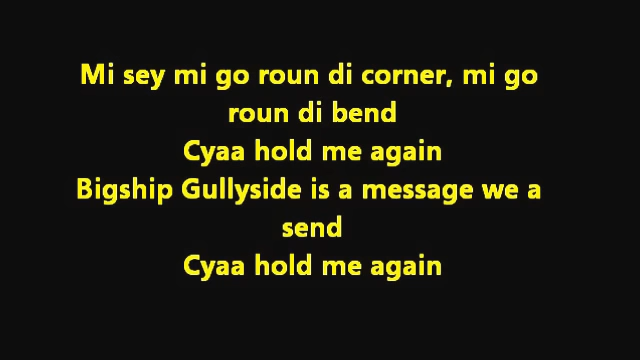 Mi sey mi go roun di corner, mi go
roun di bend
Cyaa hold me again
Bigship Gullyside is a message we a
send
Cyaa hold me again